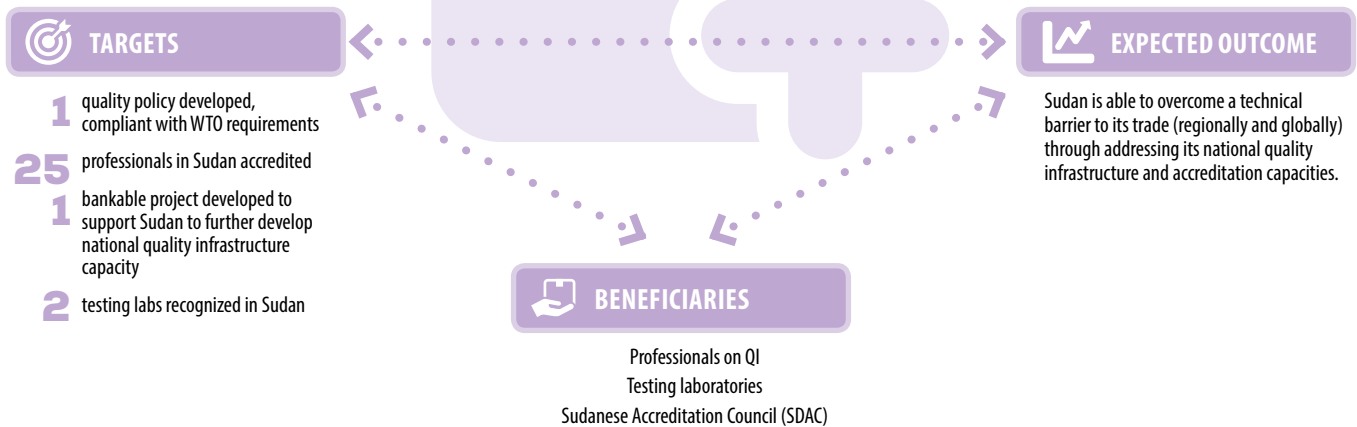 TARGETS
1 quality policy developed,
compliant with WTO requirements
25 professionals in Sudan accredited
1 bankable project developed to
support Sudan to further develop
national quality infrastructure
capacity
2 testing labs recognized in Sudan
EXPECTED OUTCOME
Sudan is able to overcome a technical
barrier to its trade (regionally and globally)
through addressing its national quality
infrastructure and accreditation capacities.
BENEFICIARIES
Professionals on QI
Testing laboratories
Sudanese Accreditation Council (SDAC)